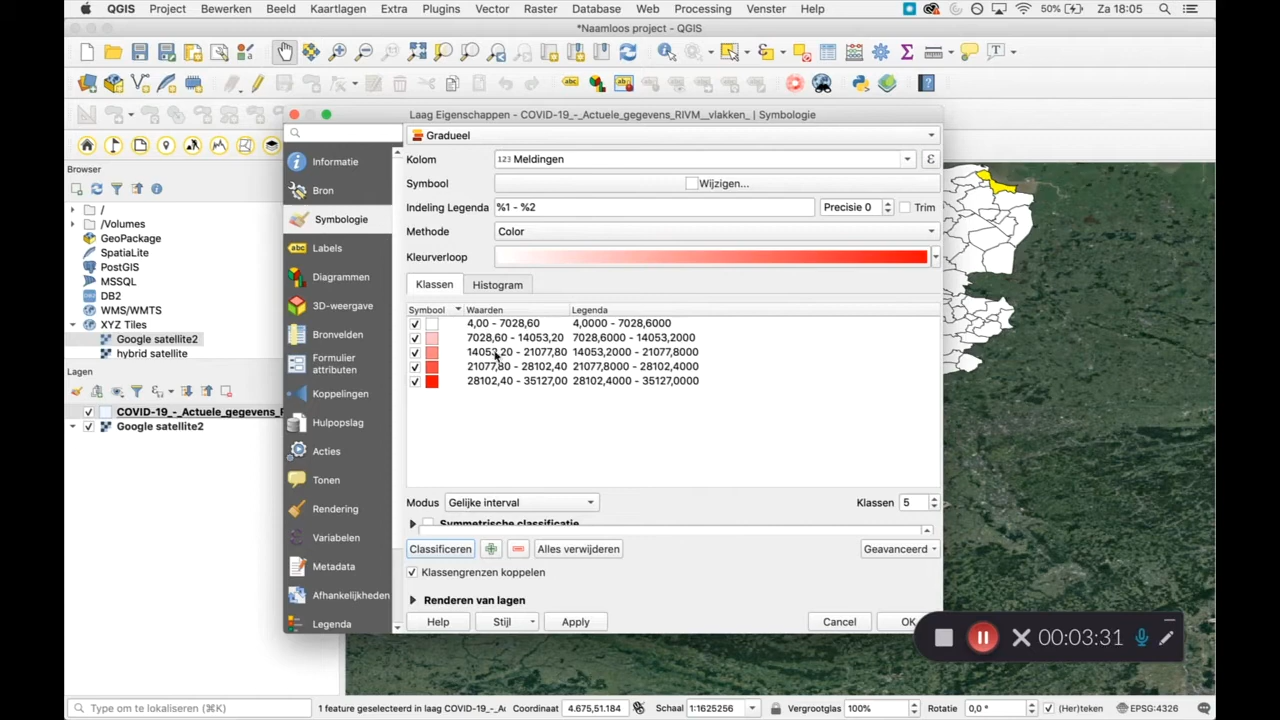 QGIS Project Bewerken Beeld Kaartlagen Extra Plugins Vector Raster Database Web Processing Venster Help 50% Za 18:05
*Naamloos project - QGIS
Laag Eigenschappen - COVID-19_-_Actuele_gegevens_RIVM__vlakken_ | Symbologie
Browser
/
/Volumes
GeoPackage
SpatiaLite
PostGIS
MSSQL
DB2
WMS/WMTS
XYZ Tiles
Google satellite2
hybrid satellite
Lagen
COVID-19_-_Actuele_gegevens_
Google satellite2
Informatie
Bron
Symbologie
Labels
Diagrammen
3D-weergave
Bronvelden
Formulier
attributen
Koppelingen
Hulpopslag
Acties
Tonen
Rendering
Variabelen
Metadata
Afhankelijkheden
Legenda
Gradueel
Kolom 123 Meldingen ε
Symbool Wijzigen...
Indeling Legenda %1 - %2 Precisie 0 Trim
Methode Color
Kleurverloop
Klassen Histogram
Symbool Waarden Legenda
4,00 - 7028,60 4,0000 - 7028,6000
7028,60 - 14053,20 7028,6000 - 14053,2000
14053,20 - 21077,80 14053,2000 - 21077,8000
21077,80 - 28102,40 21077,8000 - 28102,4000
28102,40 - 35127,00 28102,4000 - 35127,0000
Modus Gelijke interval Klassen 5
Symmetrische classificatie
Classificeren Alles verwijderen Geavanceerd
Klassengrenzen koppelen
Renderen van lagen
Help Stijl Apply Cancel OK
00:03:31
Type om te lokaliseren (⌘K) 1 feature geselecteerd in laag COVID-19_-_A Coordinaat 4.675,51.184 Schaal 1:1625256 Vergrootglas 100% Rotatie 0,0 ° (Her)teken EPSG:4326